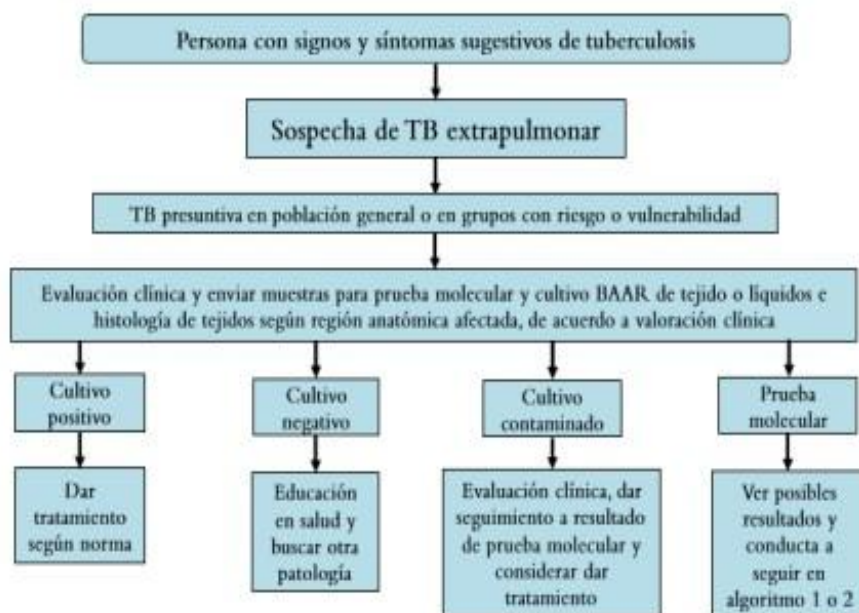 Persona con signos y síntomas sugestivos de tuberculosis
Sospecha de TB extrapulmonar
TB presuntiva en población general o en grupos con riesgo o vulnerabilidad
Evaluación clínica y enviar muestras para prueba molecular y cultivo BAAR de tejido o líquidos e
histología de tejidos según región anatómica afectada, de acuerdo a valoración clínica
Cultivo
positivo
Cultivo
negativo
Cultivo
contaminado
Prueba
molecular
Dar
tratamiento
según norma
Educación
en salud y
buscar otra
patología
Evaluación clínica, dar
seguimiento a resultado
de prueba molecular y
considerar dar
tratamiento
Ver posibles
resultados y
conducta a
seguir en
algoritmo 1 o 2